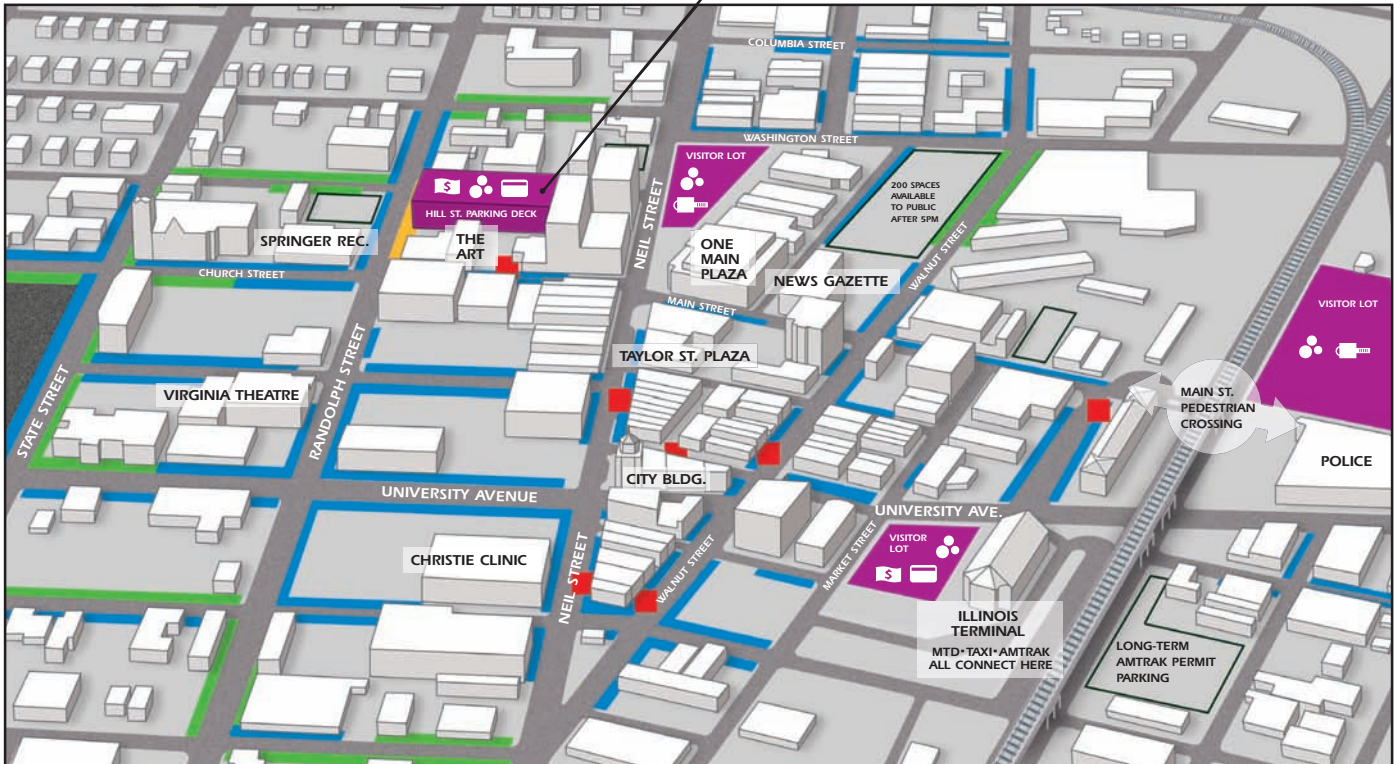 COLUMBIA STREET
WASHINGTON STREET
VISITOR LOT
$
HILL ST. PARKING DECK
NEIL STREET
200 SPACES
AVAILABLE
TO PUBLIC
AFTER 5PM
SPRINGER REC.
THE
ART
ONE
MAIN
PLAZA
NEWS GAZETTE
WALNUT STREET
CHURCH STREET
MAIN STREET
VISITOR LOT
TAYLOR ST. PLAZA
VIRGINIA THEATRE
STATE STREET
RANDOLPH STREET
MAIN ST.
PEDESTRIAN
CROSSING
POLICE
CITY BLDG.
UNIVERSITY AVENUE
UNIVERSITY AVE.
CHRISTIE CLINIC
NEIL STREET
WALNUT STREET
MARKET STREET
VISITOR
LOT
$
ILLINOIS
TERMINAL
MTD•TAXI•AMTRAK
ALL CONNECT HERE
LONG-TERM
AMTRAK PERMIT
PARKING